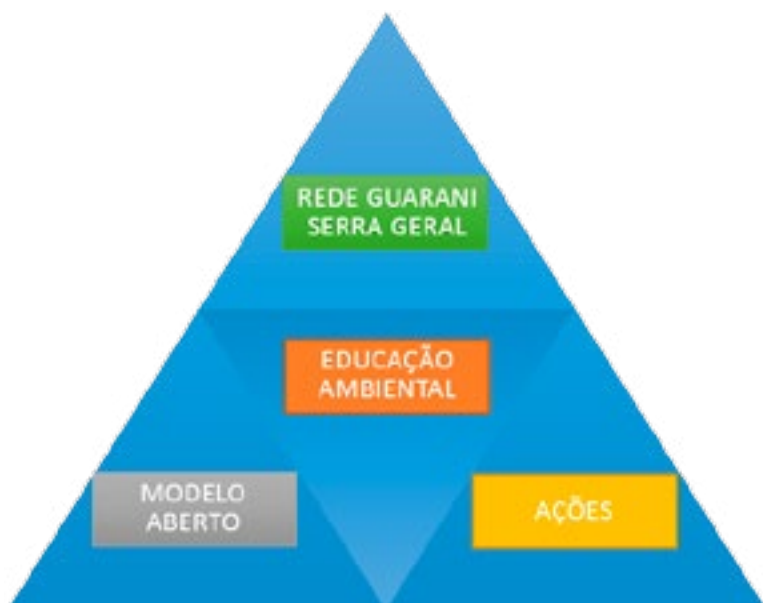 REDE GUARANI
SERRA GERAL
EDUCAÇÃO
AMBIENTAL
MODELO
ABERTO
AÇÕES